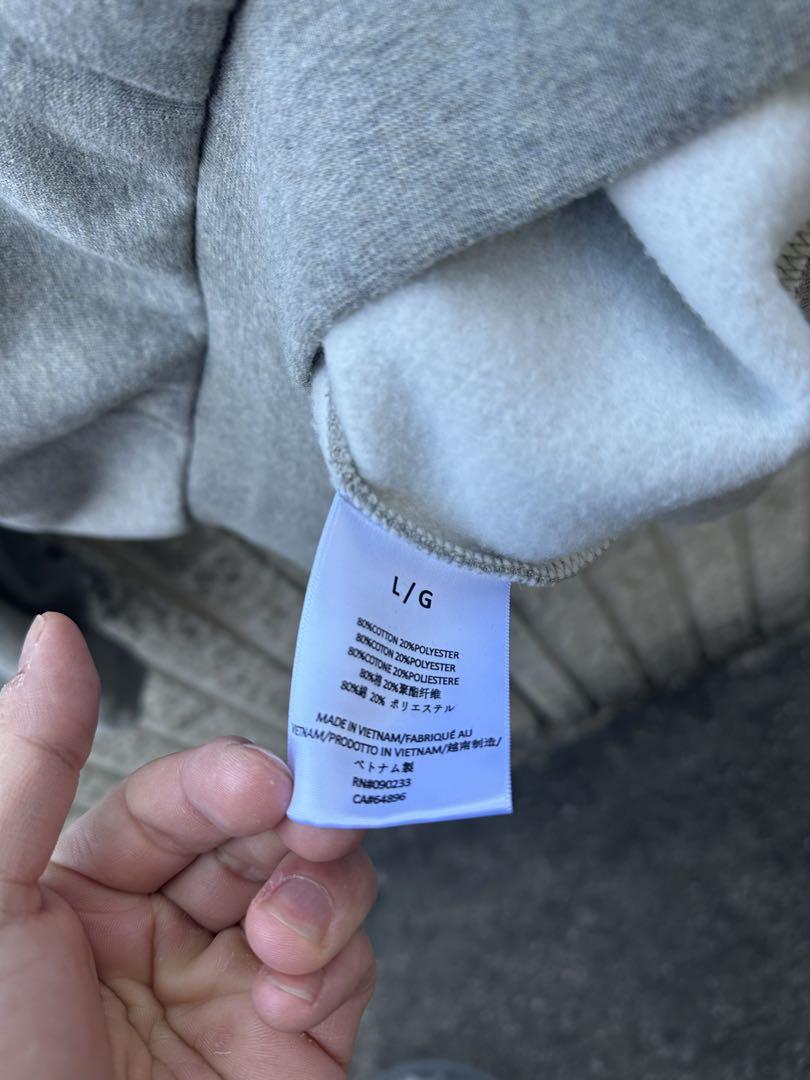 L/G
80%COTTON 20%POLYESTER
80%COTON 20%POLYESTER
80%COTONE 20%POLIESTERE
80%棉 20%聚酯纤维
80%綿 20% ポリエステル
MADE IN VIETNAM/FABRIQUÉ AU
VIETNAM/PRODOTTO IN VIETNAM/越南制造/
ベトナム製
RN#090233
CA#64896